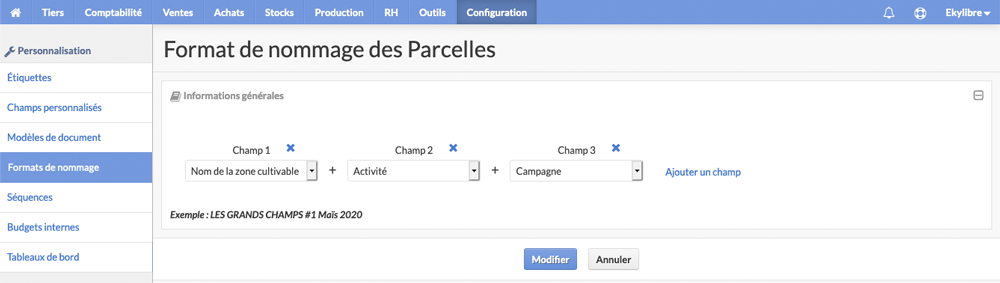 Tiers Comptabilité Ventes Achats Stocks Production RH Outils Configuration Ekylibre
Personnalisation
Étiquettes
Champs personnalisés
Modèles de document
Formats de nommage
Séquences
Budgets internes
Tableaux de bord
Format de nommage des Parcelles
Informations générales
Champ 1 Champ 2 Champ 3
Nom de la zone cultivable + Activité + Campagne Ajouter un champ
Exemple : LES GRANDS CHAMPS #1 Maïs 2020
Modifier Annuler